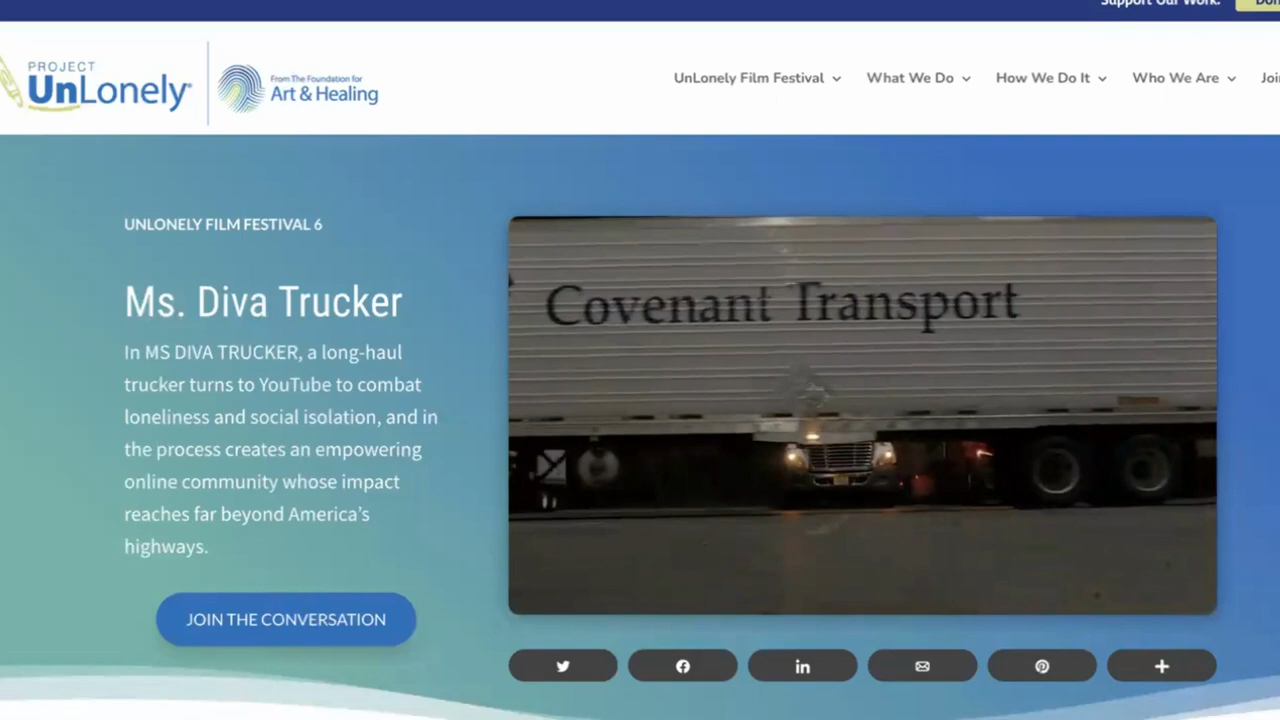 Support Our Work.
PROJECT
UnLonely®
From The Foundation for
Art & Healing
UnLonely Film Festival
What We Do
How We Do It
Who We Are
UNLONELY FILM FESTIVAL 6
Ms. Diva Trucker
In MS DIVA TRUCKER, a long-haul
trucker turns to YouTube to combat
loneliness and social isolation, and in
the process creates an empowering
online community whose impact
reaches far beyond America's
highways.
JOIN THE CONVERSATION
Covenant Transport